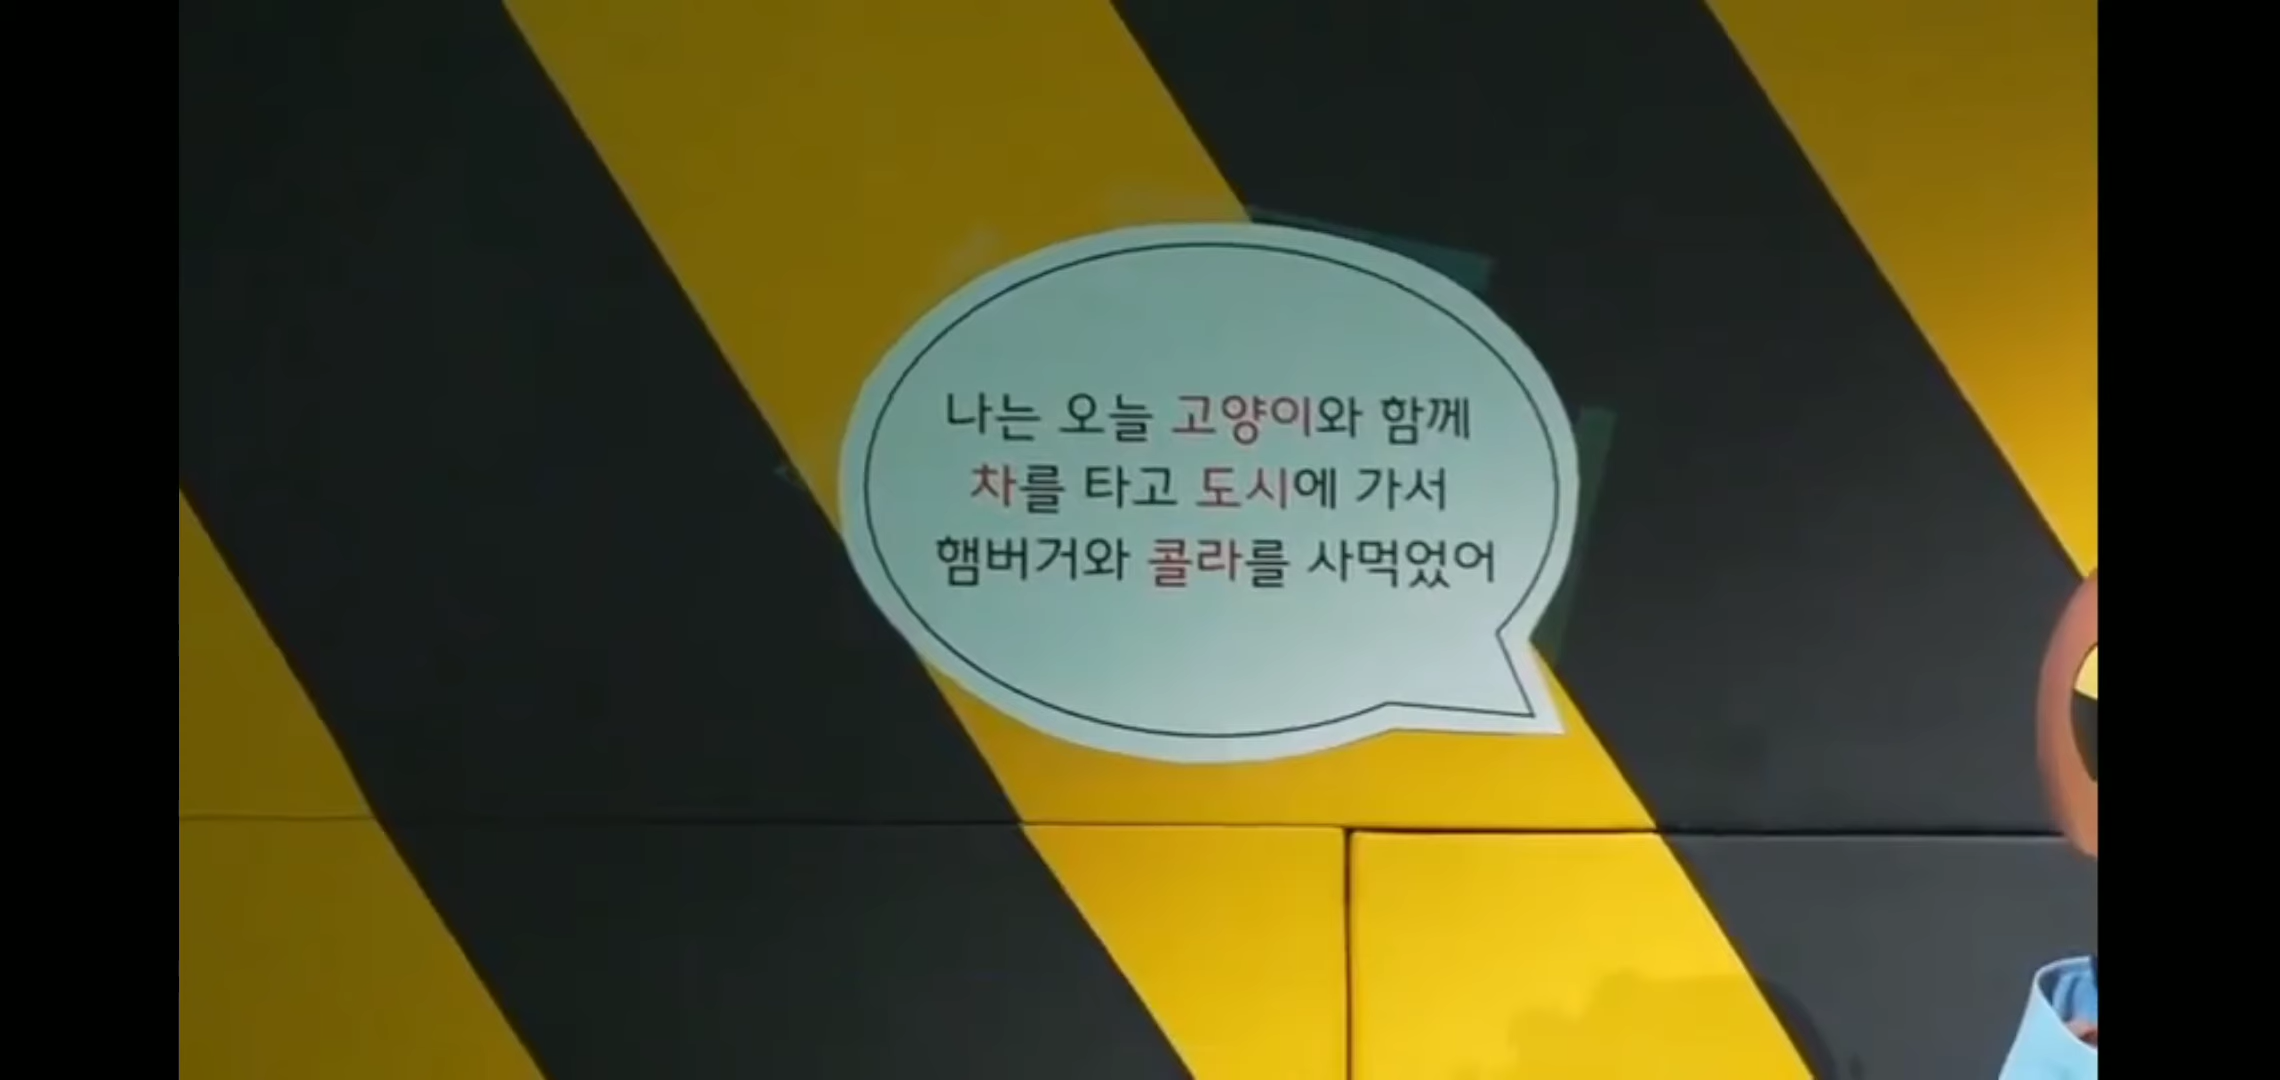 나는 오늘 고양이와 함께
차를 타고 도시에 가서
햄버거와 콜라를 사먹었어